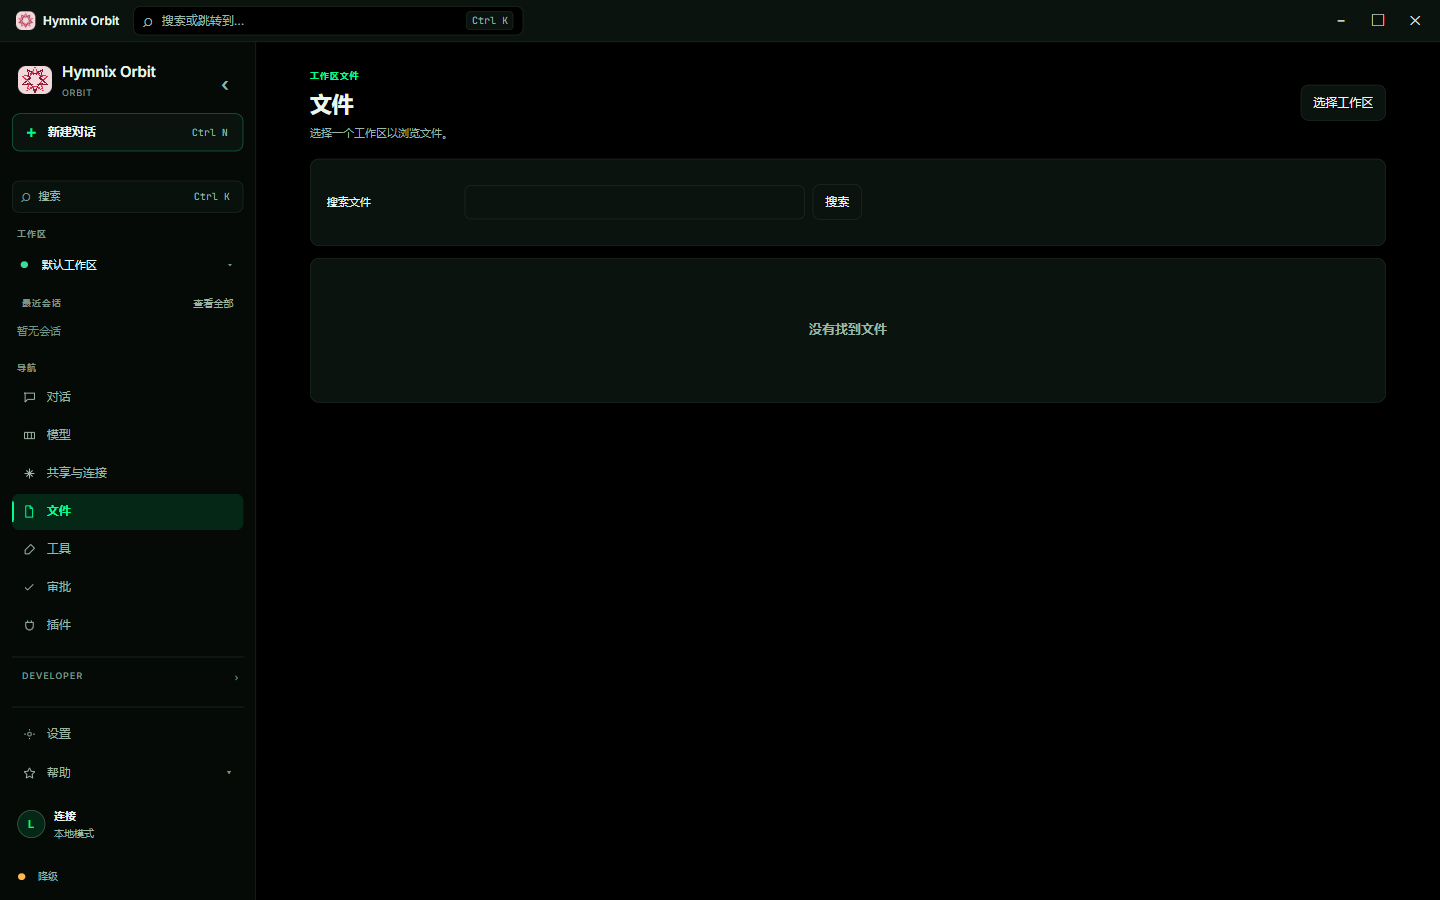 Hymnix Orbit
搜索或跳转到...
Ctrl K
Hymnix Orbit
ORBIT
新建对话
Ctrl N
搜索
Ctrl K
工作区
默认工作区
最近会话
查看全部
暂无会话
导航
对话
模型
共享与连接
文件
工具
审批
插件
DEVELOPER
设置
帮助
L
连接
本地模式
降级
工作区文件
文件
选择一个工作区以浏览文件。
选择工作区
搜索文件
搜索
没有找到文件